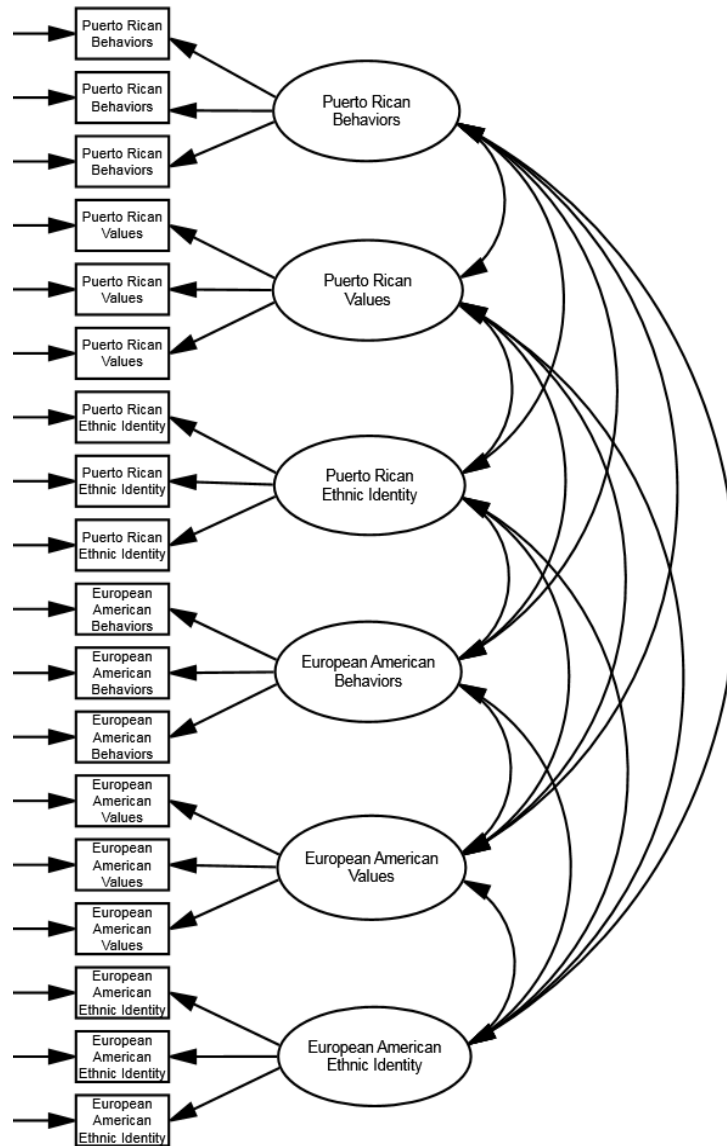 Puerto Rican
Behaviors
Puerto Rican
Behaviors
Puerto Rican
Behaviors
Puerto Rican
Values
Puerto Rican
Values
Puerto Rican
Values
Puerto Rican
Ethnic Identity
Puerto Rican
Ethnic Identity
Puerto Rican
Ethnic Identity
European
American
Behaviors
European
American
Behaviors
European
American
Behaviors
European
American
Values
European
American
Values
European
American
Values
European
American
Ethnic Identity
European
American
Ethnic Identity
European
American
Ethnic Identity
Puerto Rican
Behaviors
Puerto Rican
Values
Puerto Rican
Ethnic Identity
European American
Behaviors
European American
Values
European American
Ethnic Identity